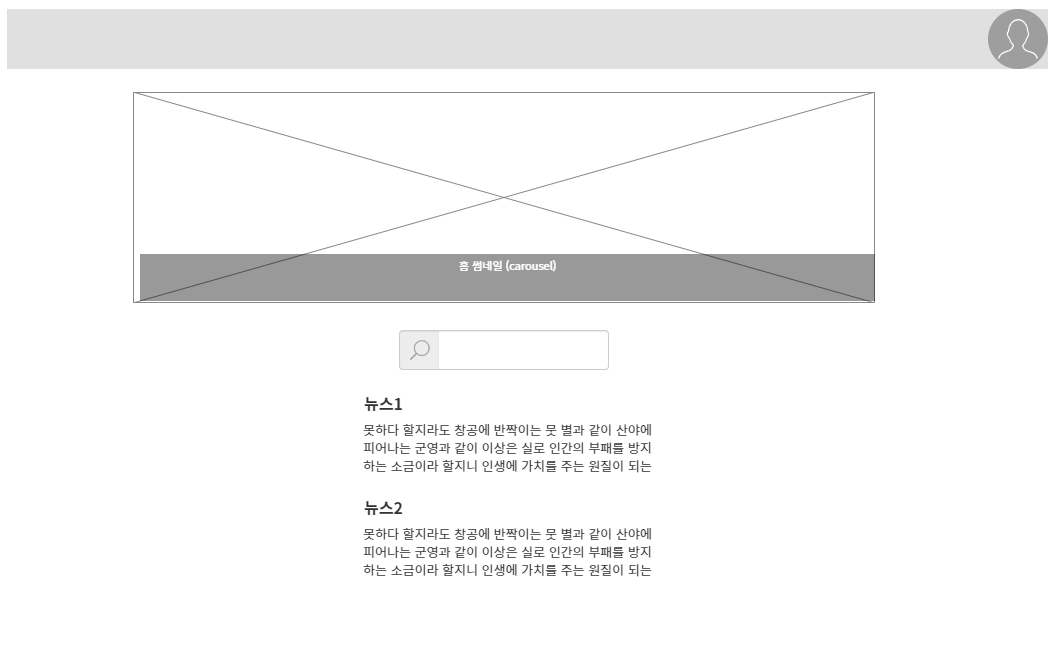 홈 썸네일 (carousel)
뉴스1
못하다 할지라도 창공에 반짝이는 뭇 별과 같이 산야에
피어나는 군영과 같이 이상은 실로 인간의 부패를 방지
하는 소금이라 할지니 인생에 가치를 주는 원질이 되는
뉴스2
못하다 할지라도 창공에 반짝이는 뭇 별과 같이 산야에
피어나는 군영과 같이 이상은 실로 인간의 부패를 방지
하는 소금이라 할지니 인생에 가치를 주는 원질이 되는